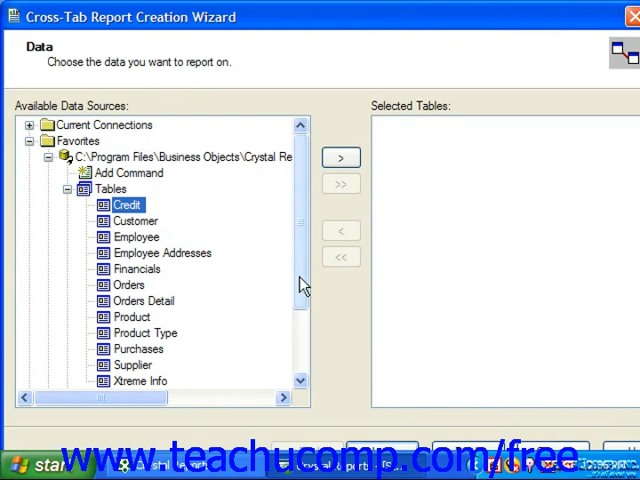 Cross-Tab Report Creation Wizard
Data
Choose the data you want to report on.
Available Data Sources:
Selected Tables:
Current Connections
Favorites
C:\Program Files\Business Objects\Crystal Re
Add Command
Tables
Credit
Customer
Employee
Employee Addresses
Financials
Orders
Orders Detail
Product
Product Type
Purchases
Supplier
Xtreme Info
>
>>
<
<<
www.teachucomp.com/free
start